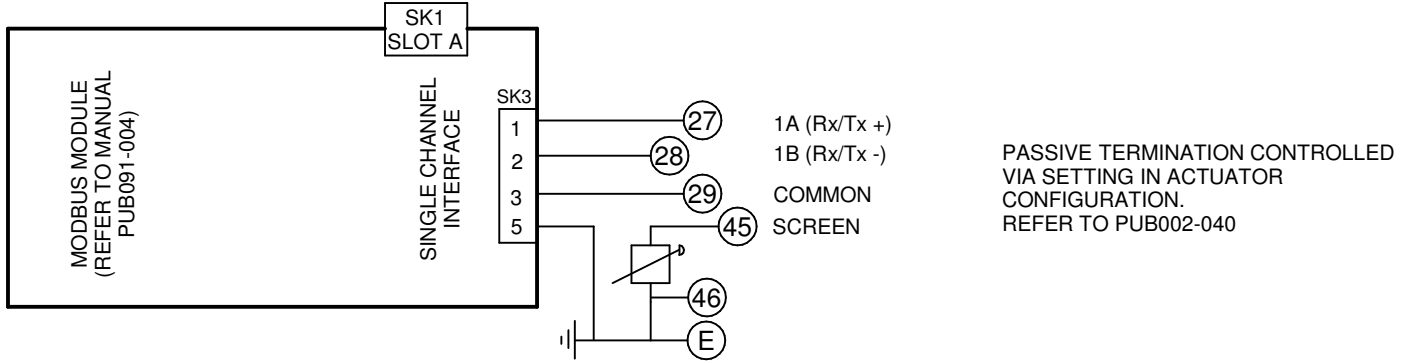 SK1
SLOT A
MODBUS MODULE
(REFER TO MANUAL
PUB091-004)
SINGLE CHANNEL
INTERFACE
SK3
1
2
3
5
27
28
29
45
46
E
1A (Rx/Tx +)
1B (Rx/Tx -)
COMMON
SCREEN
PASSIVE TERMINATION CONTROLLED
VIA SETTING IN ACTUATOR
CONFIGURATION.
REFER TO PUB002-040